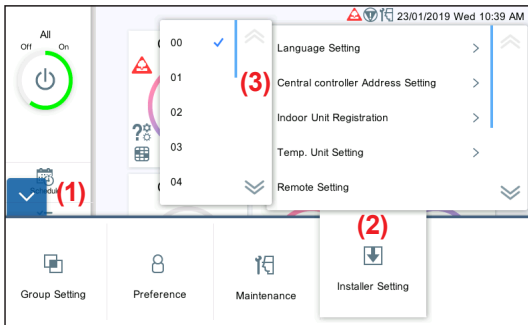 23/01/2019 Wed 10:39 AM
All
Off On
00
01
02
03
04
(3)
Language Setting
Central controller Address Setting
Indoor Unit Registration
Temp. Unit Setting
Remote Setting
Schedule
(1)
(2)
Group Setting
Preference
Maintenance
Installer Setting